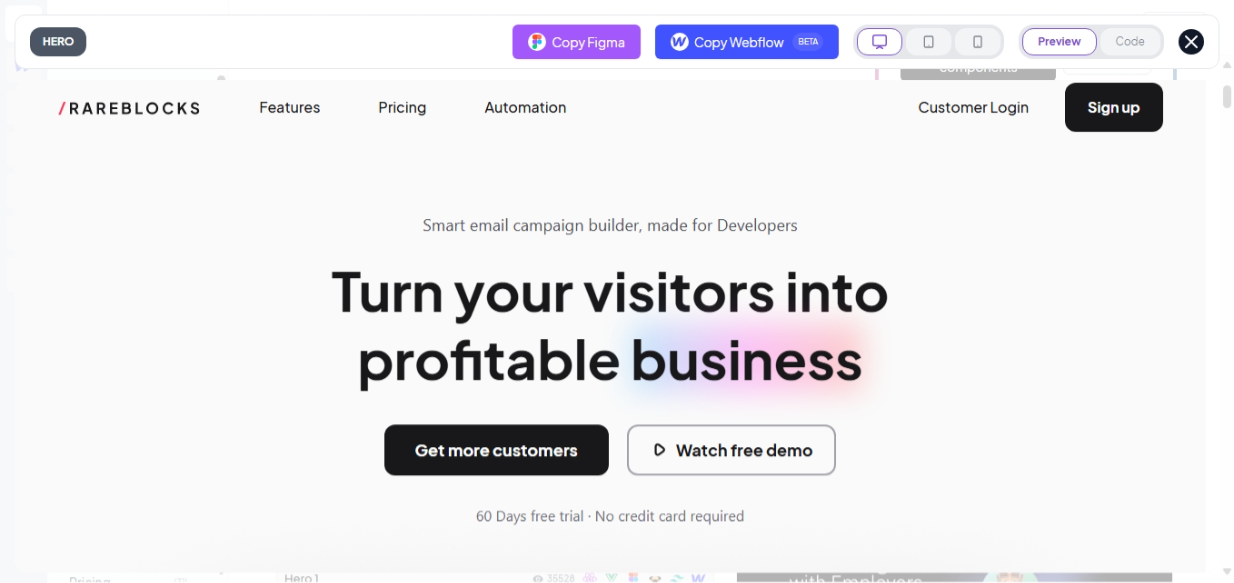 HERO
Copy Figma
Copy Webflow BETA
Preview
Code
components
/RAREBLOCKS
Features
Pricing
Automation
Customer Login
Sign up
Smart email campaign builder, made for Developers
Turn your visitors into
profitable business
Get more customers
Watch free demo
60 Days free trial · No credit card required
Pricing
Hero 1
35528
with Employers